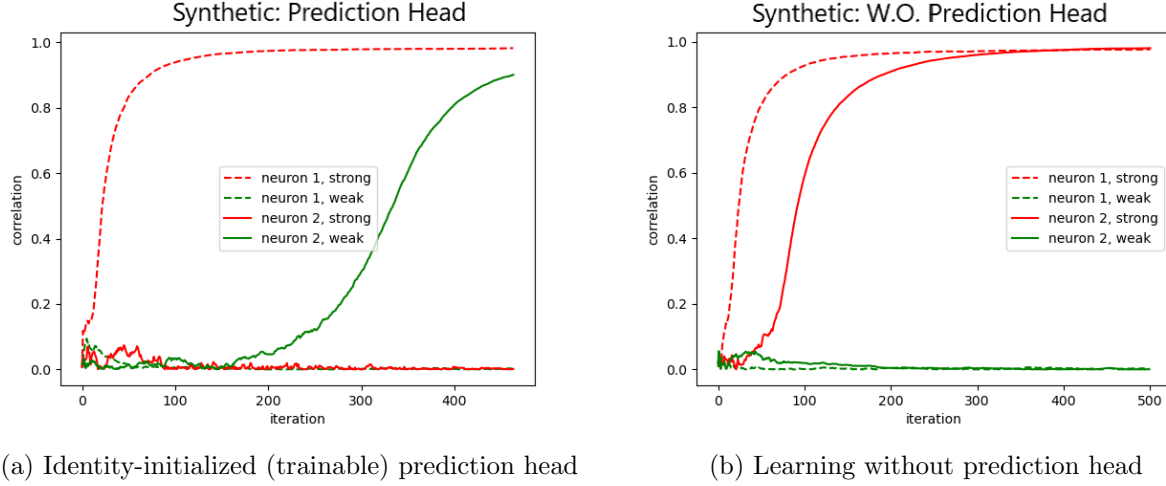 Synthetic: Prediction Head
1.0
0.8
0.6
0.4
0.2
0.0
correlation
neuron 1, strong
neuron 1, weak
neuron 2, strong
neuron 2, weak
0
100
200
300
400
iteration
(a) Identity-initialized (trainable) prediction head
Synthetic: W.O. Prediction Head
1.0
0.8
0.6
0.4
0.2
0.0
correlation
neuron 1, strong
neuron 1, weak
neuron 2, strong
neuron 2, weak
0
100
200
300
400
500
iteration
(b) Learning without prediction head